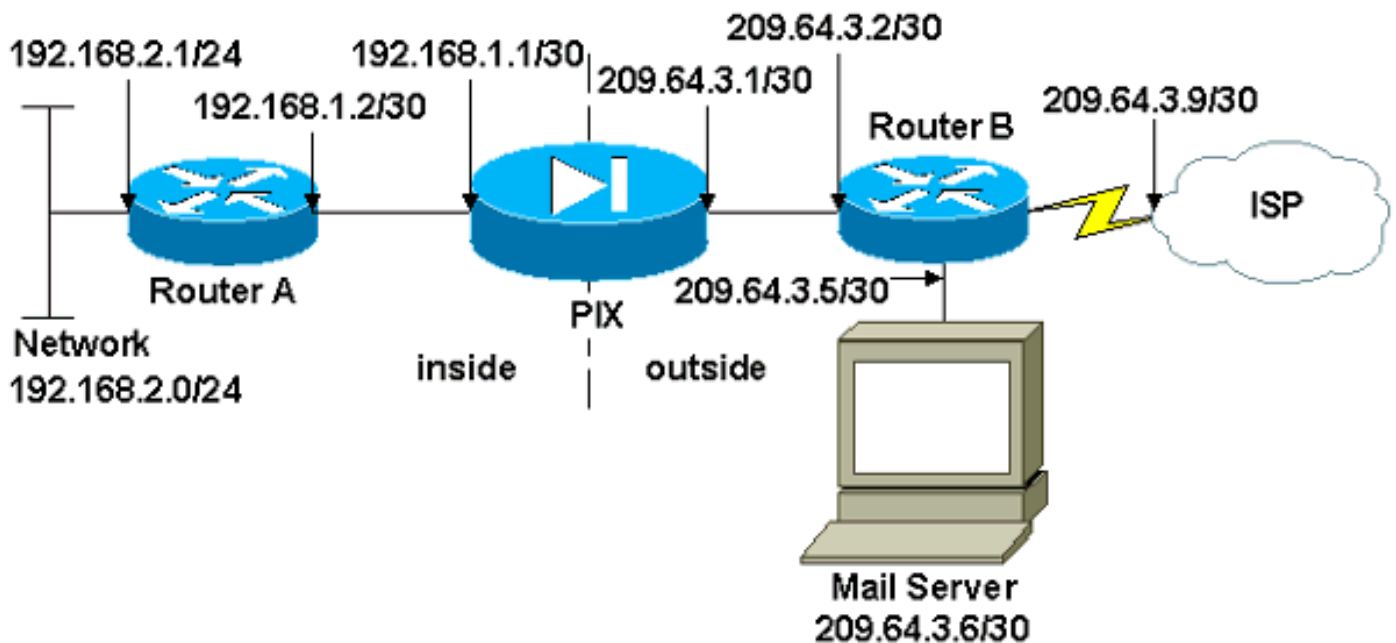 209.64.3.2/30
192.168.2.1/24
192.168.1.1/30
209.64.3.1/30
192.168.1.2/30
209.64.3.9/30
Router B
ISP
Router A
209.64.3.5/30
PIX
Network
192.168.2.0/24
inside
outside
Mail Server
209.64.3.6/30